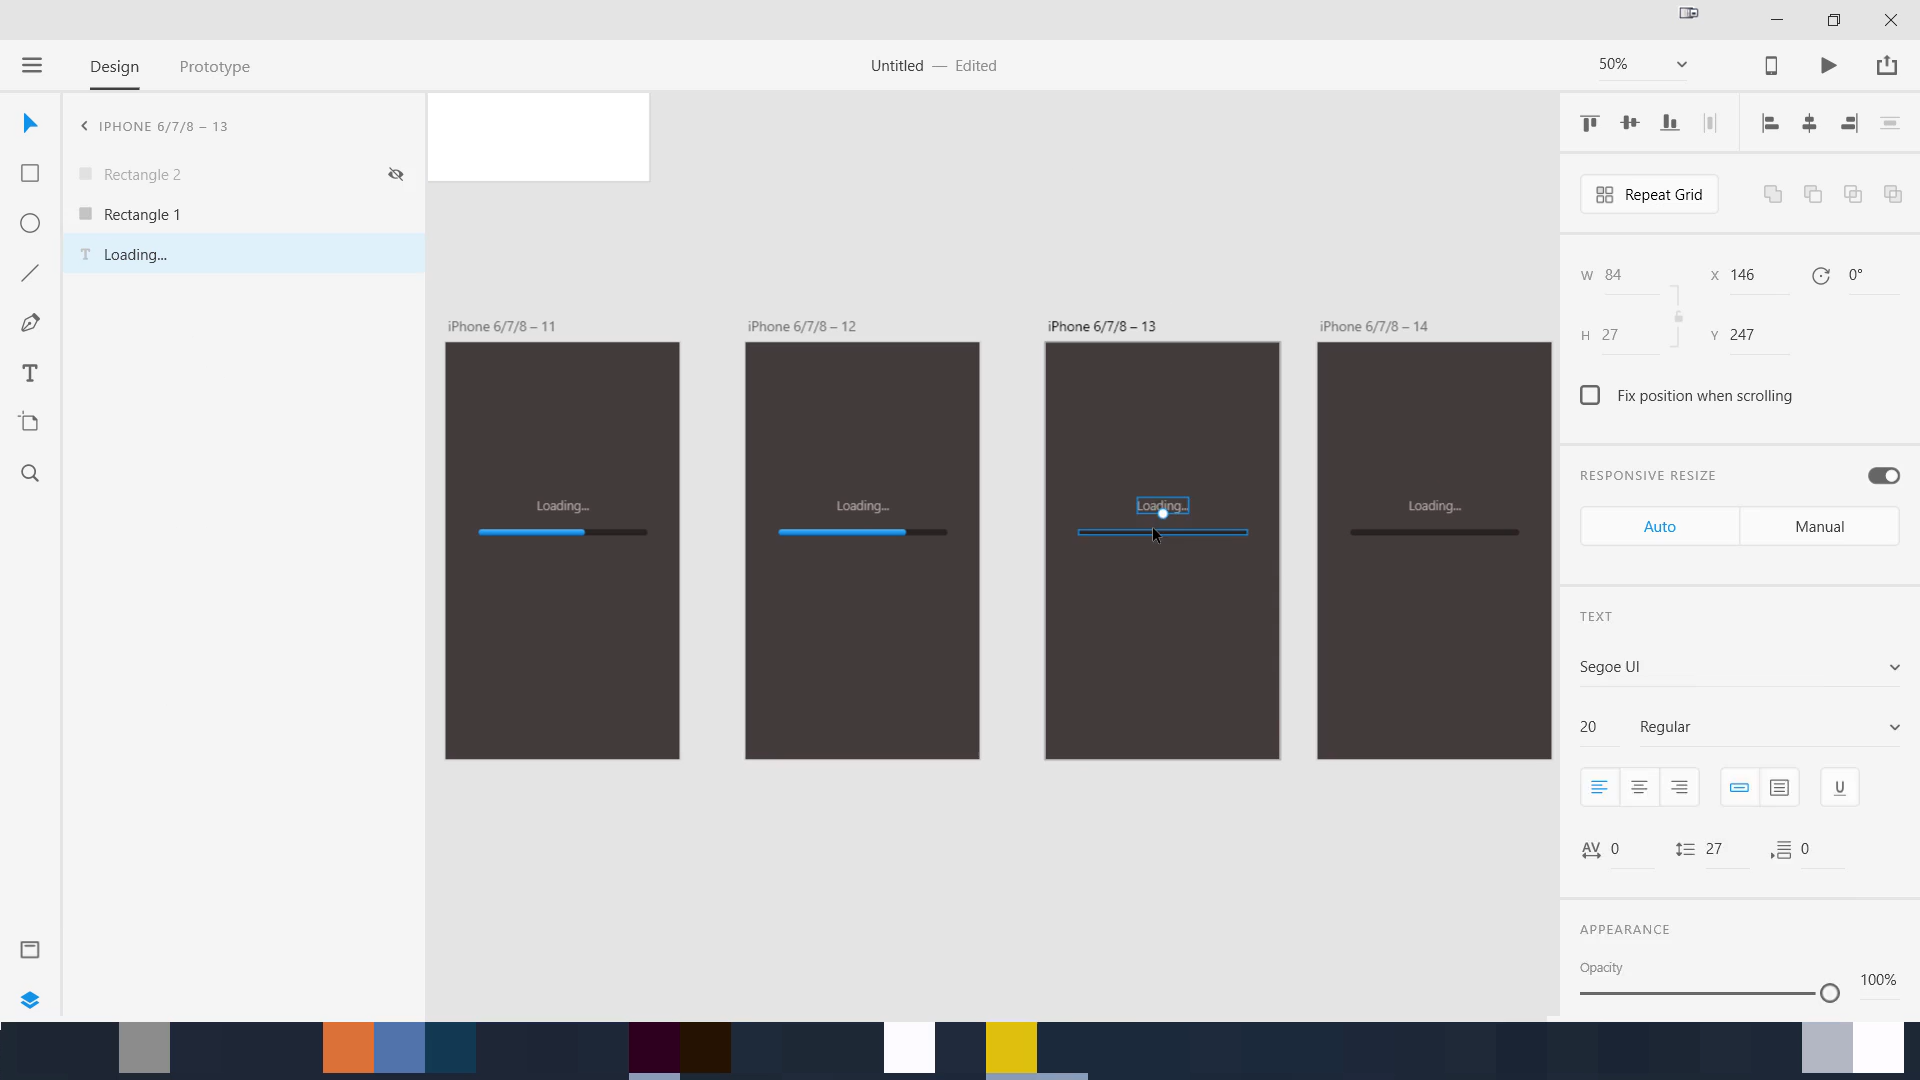 Design
Prototype
Untitled — Edited
50%
IPHONE 6/7/8 – 13
Rectangle 2
Rectangle 1
T Loading...
iPhone 6/7/8 – 11
iPhone 6/7/8 – 12
iPhone 6/7/8 – 13
iPhone 6/7/8 – 14
Loading...
Loading...
Loading...
Loading...
Repeat Grid
W 84
X 146
0°
H 27
Y 247
Fix position when scrolling
RESPONSIVE RESIZE
Auto
Manual
TEXT
Segoe UI
20
Regular
U
AV 0
27
0
APPEARANCE
Opacity
100%